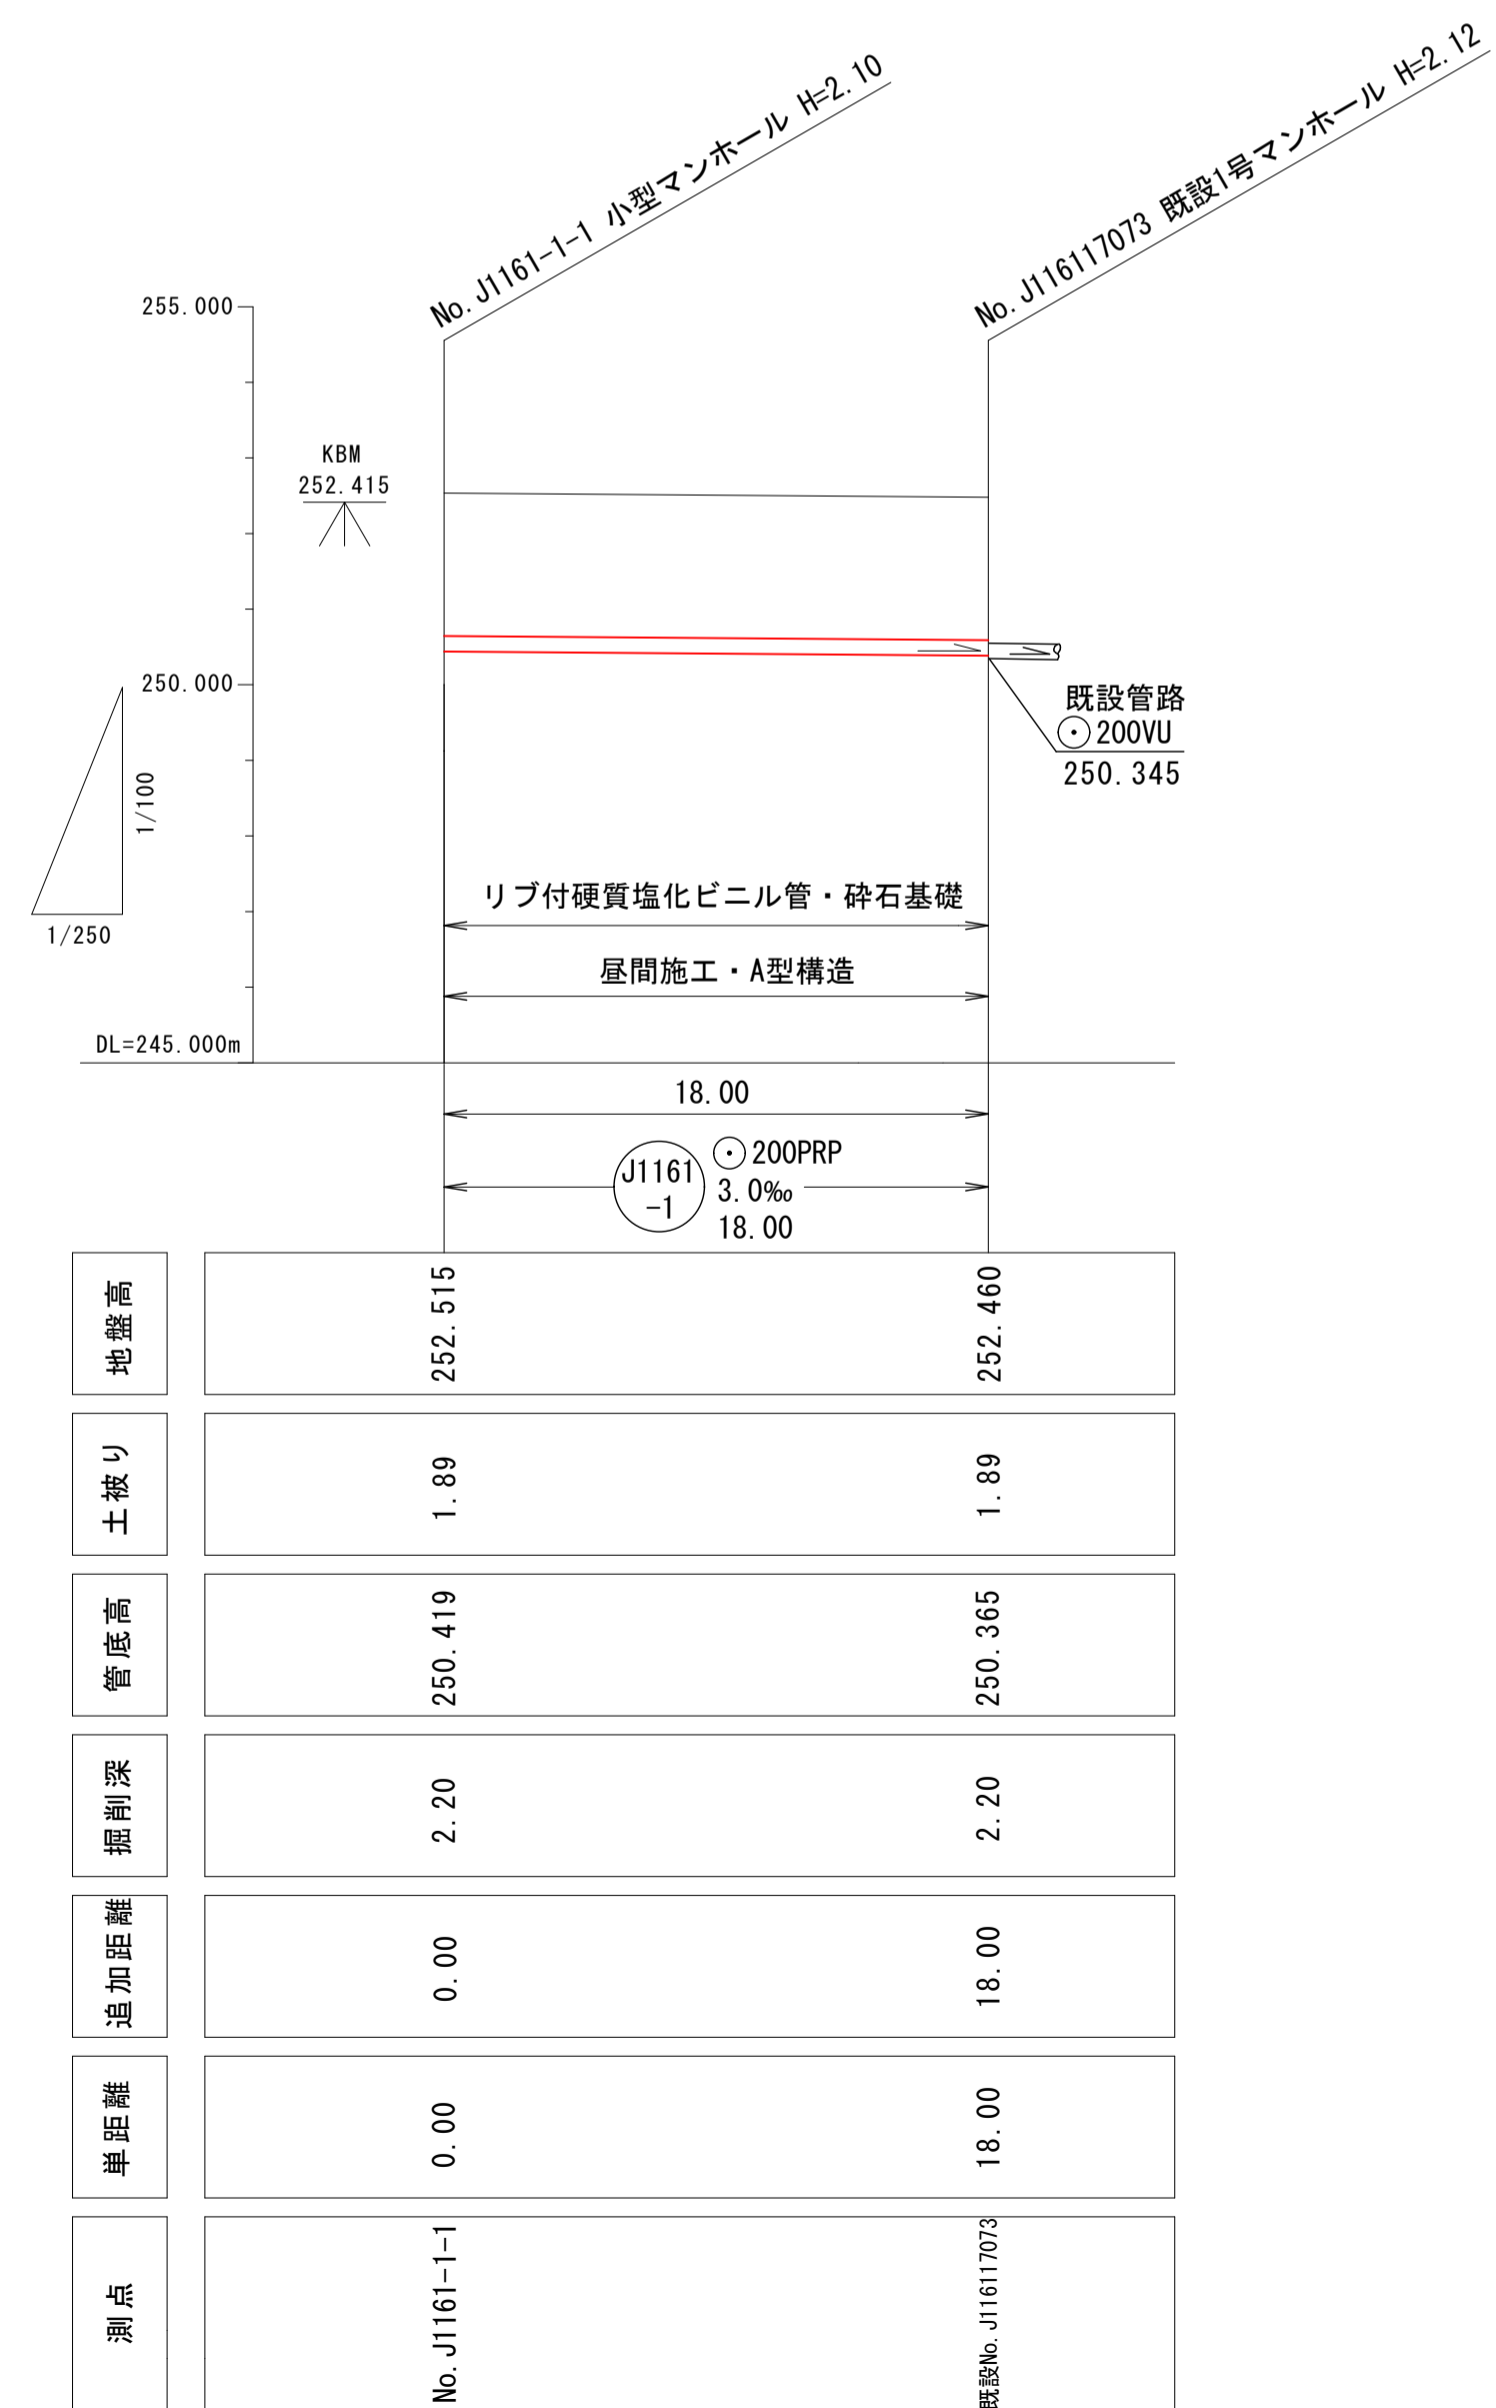 No.J1161-1-1 小型マンホール H=2.10
No.J116117073 既設1号マンホール H=2.12
255.000
KBM
252.415
250.000
既設管路
200VU
250.345
1/100
1/250
リブ付硬質塩化ビニル管・砕石基礎
昼間施工・A型構造
DL=245.000m
18.00
J1161
-1
200PRP
3.0‰
18.00
地盤高
252.515
252.460
土被り
1.89
1.89
管底高
250.419
250.365
掘削深
2.20
2.20
追加距離
0.00
18.00
単距離
0.00
18.00
測点
No.J1161-1-1
既設No.J116117073